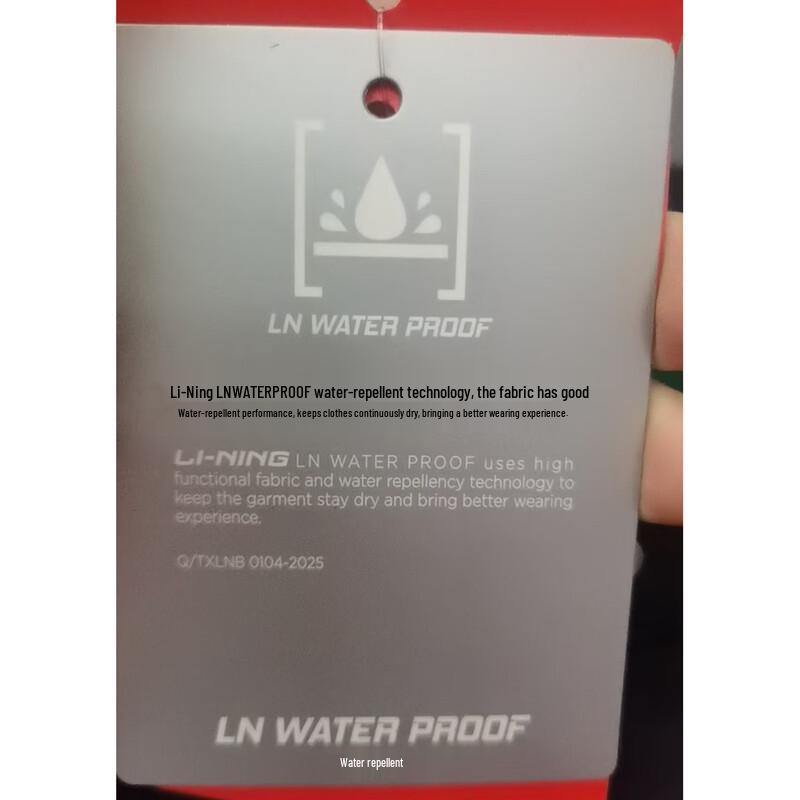 LN WATER PROOF
Li-Ning LNWATERPROOF water-repellent technology, the fabric has good
Water-repellent performance, keeps clothes continuously dry, bringing a better wearing experience.
LI-NING LN WATER PROOF uses high
functional fabric and water repellency technology to
keep the garment stay dry and bring better wearing
experience.
Q/TXLNB 0104-2025
LN WATER PROOF
Water repellent